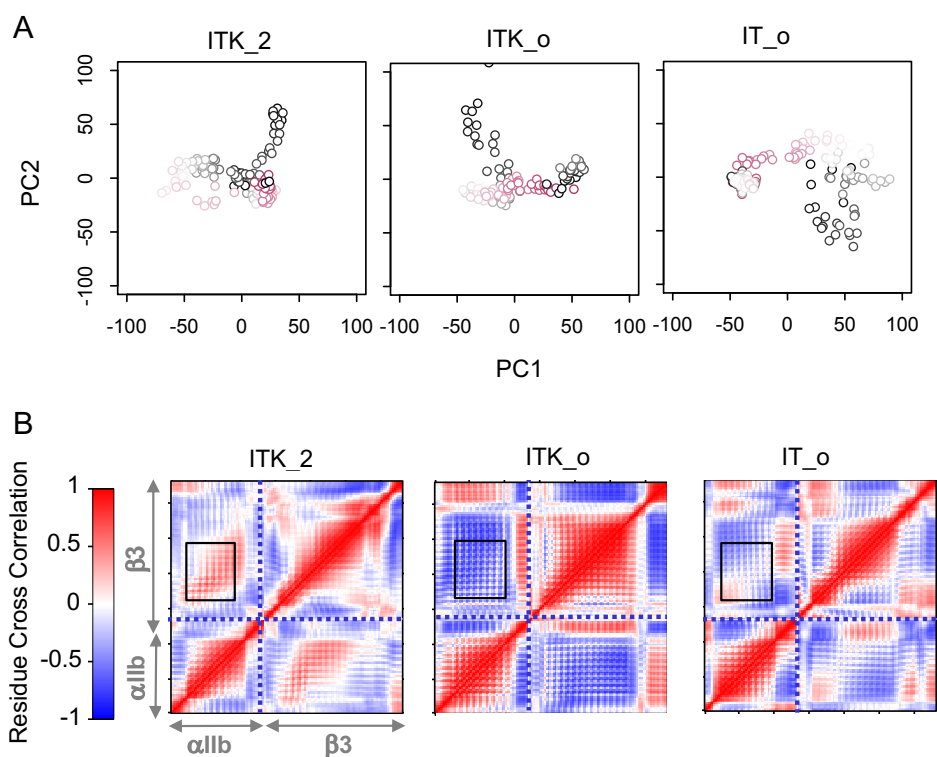 A
ITK_2
ITK_o
IT_o
PC2
100
50
0
-50
-100
-100
-50
0
50
100
-100
-50
0
50
100
-100
-50
0
50
100
PC1
B
ITK_2
ITK_o
IT_o
Residue Cross Correlation
1
0.5
0
-0.5
-1
β3
αIIb
αIIb
β3